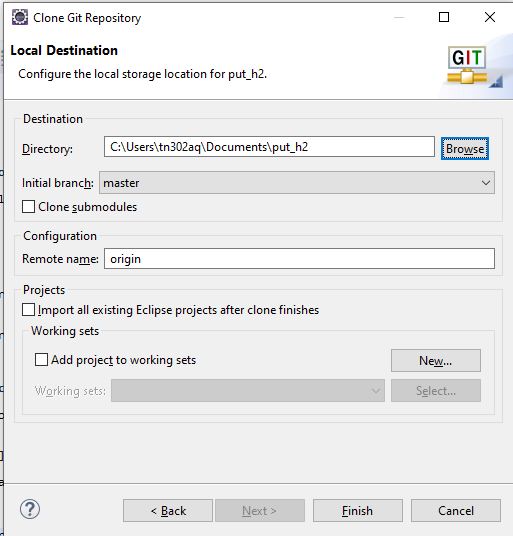 Clone Git Repository
Local Destination
Configure the local storage location for put_h2.
GIT
Destination
Directory: C:\Users\tn302aq\Documents\put_h2 Browse
Initial branch: master
Clone submodules
Configuration
Remote name: origin
Projects
Import all existing Eclipse projects after clone finishes
Working sets
Add project to working sets New...
Working sets: Select...
? < Back Next > Finish Cancel